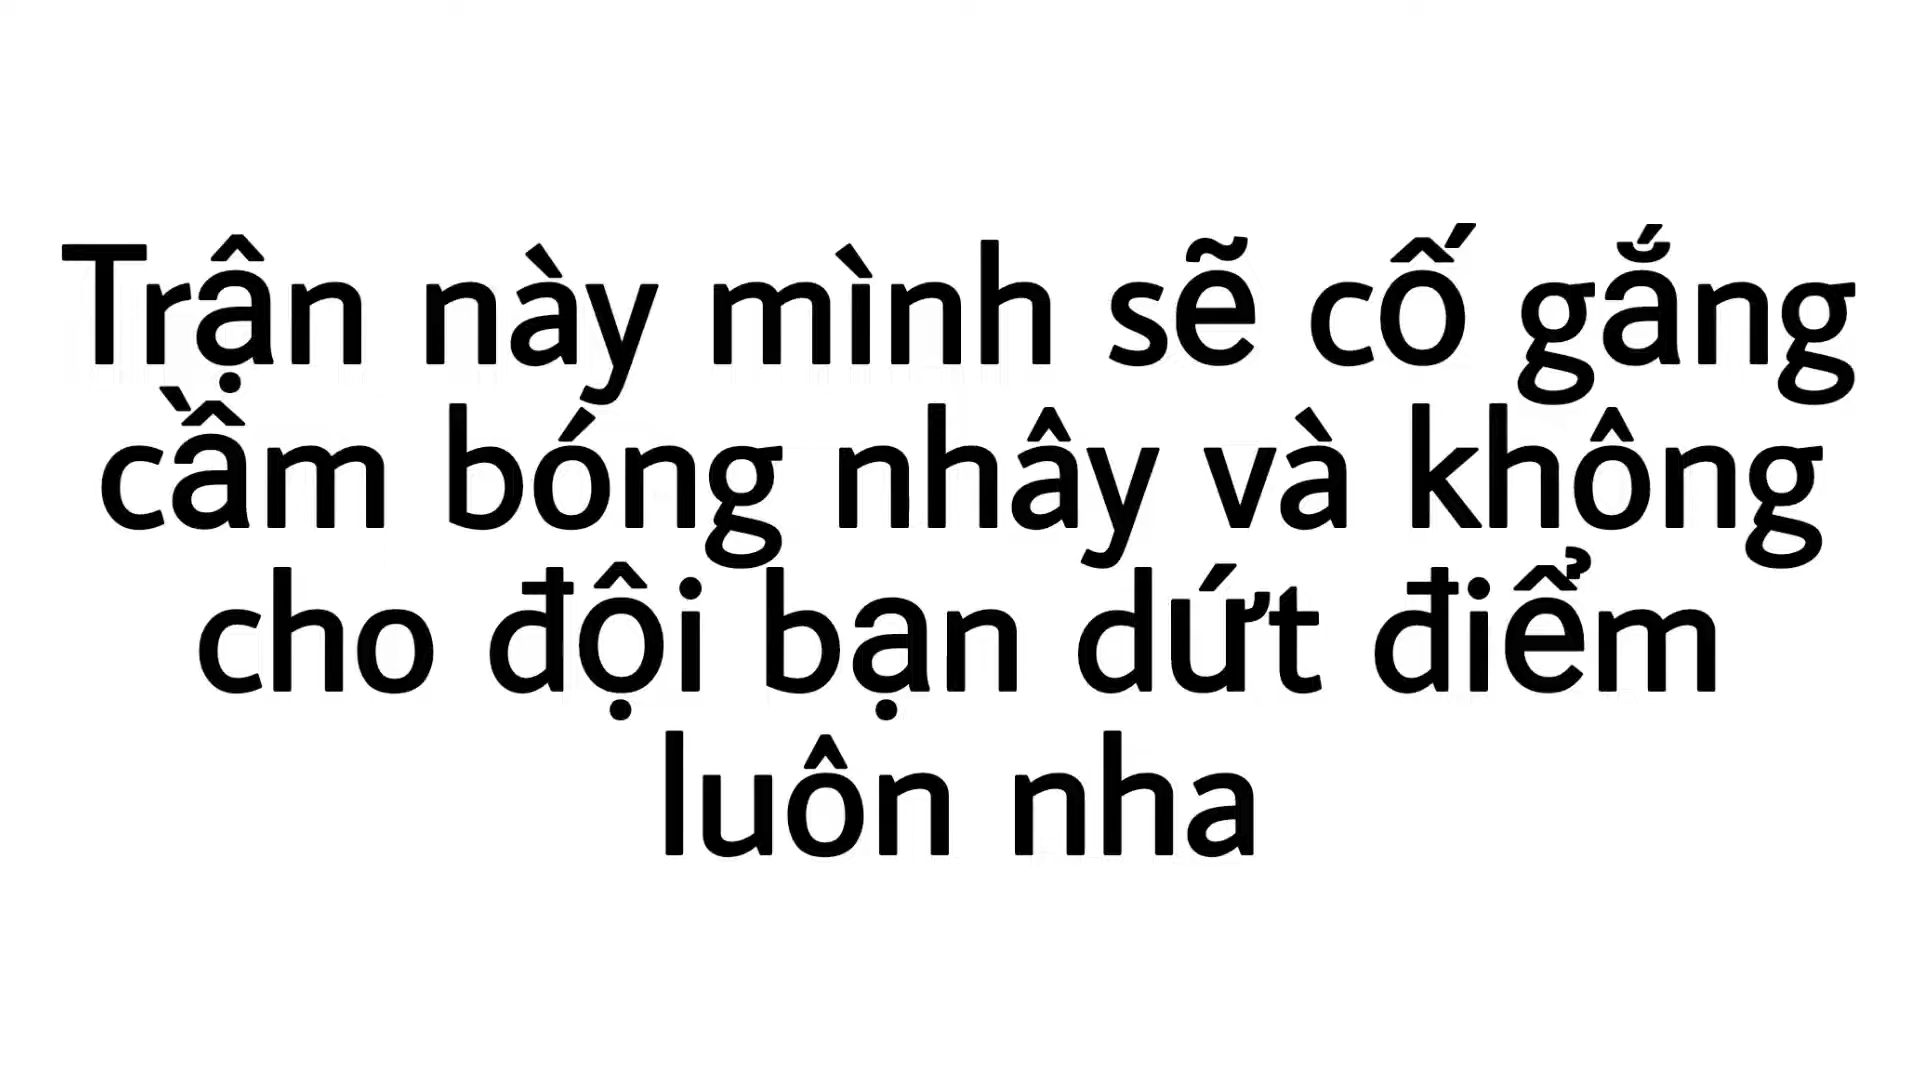 Trận này mình sẽ cố gắng
cầm bóng nhây và không
cho đội bạn dứt điểm
luôn nha